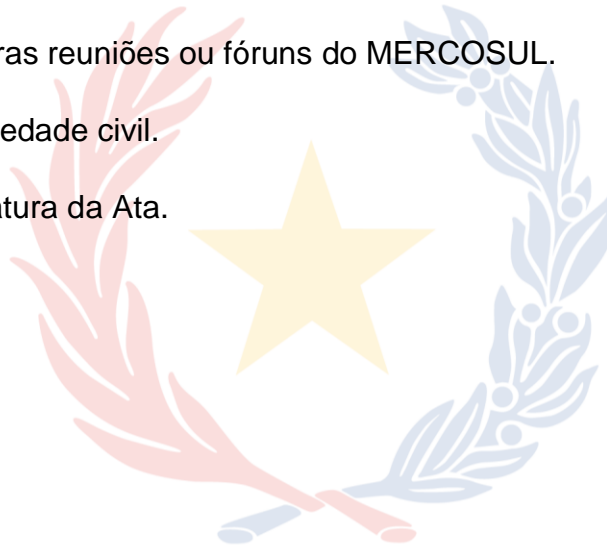 ras reuniões ou fóruns do MERCOSUL.
edade civil.
atura da Ata.